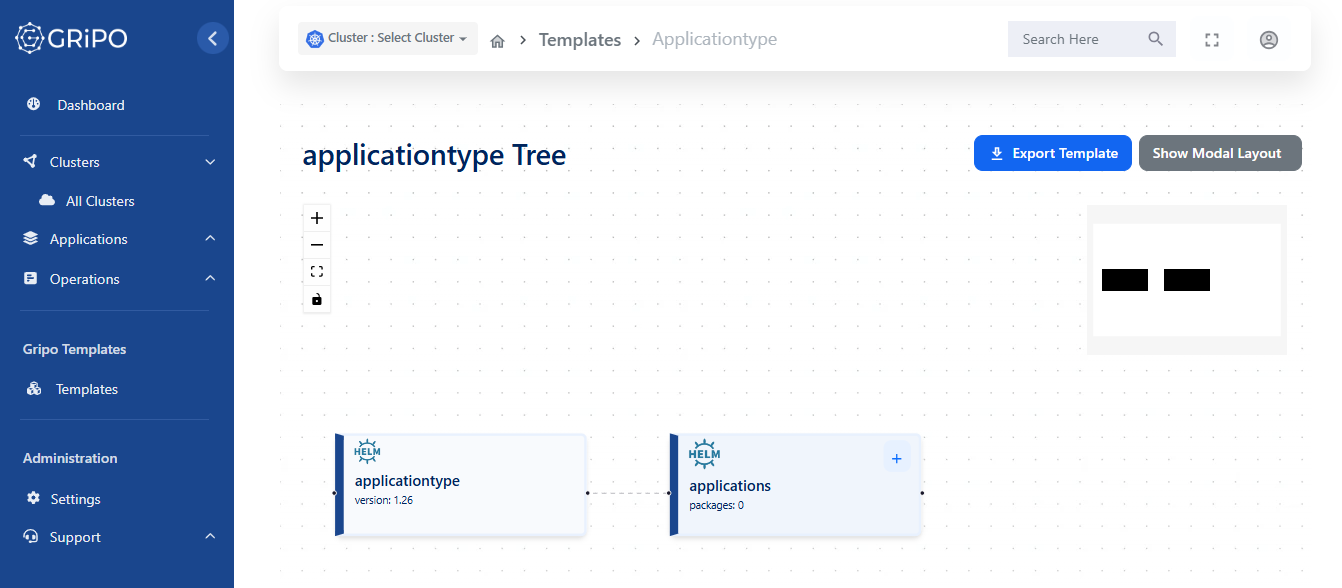 GRiPO
Cluster : Select Cluster
Templates
Applicationtype
Search Here
Dashboard
Clusters
All Clusters
Applications
Operations
Gripo Templates
Templates
Administration
Settings
Support
applicationtype Tree
Export Template
Show Modal Layout
HELM
applicationtype
version: 1.26
HELM
applications
packages: 0